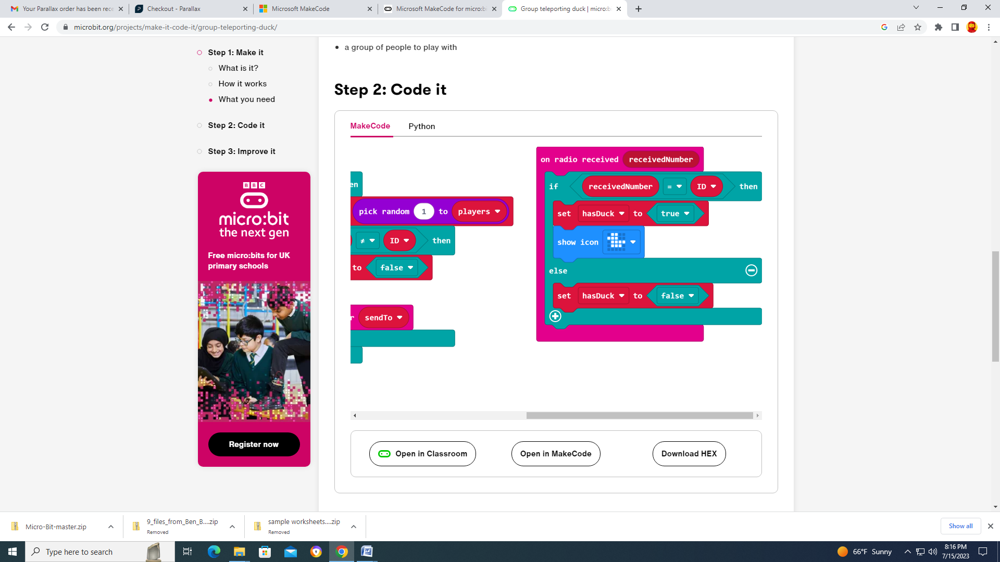 Your Parallax order has been rece
Checkout - Parallax
Microsoft MakeCode
Microsoft MakeCode for micro:bi
Group teleporting duck | micro:b
microbit.org/projects/make-it-code-it/group-teleporting-duck/
Step 1: Make it
What is it?
How it works
What you need
Step 2: Code it
Step 3: Improve it
BBC
micro:bit
the next gen
Free micro:bits for UK
primary schools
Register now
a group of people to play with
Step 2: Code it
MakeCode
Python
en
pick random 1 to players
≠ ID then
to false
r sendTo
on radio received receivedNumber
if receivedNumber = ID then
set hasDuck to true
show icon
else
set hasDuck to false
Open in Classroom
Open in MakeCode
Download HEX
Micro-Bit-master.zip
9_files_from_Ben_B....zip
Removed
sample worksheets....zip
Removed
Show all
Type here to search
66°F Sunny
8:16 PM
7/15/2023